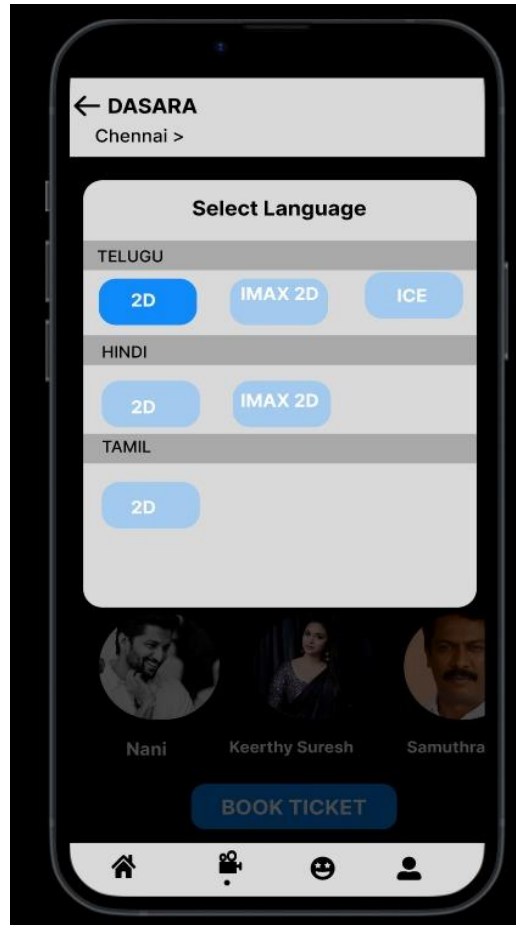 ← DASARA
Chennai >
Select Language
TELUGU
2D IMAX 2D ICE
HINDI
2D IMAX 2D
TAMIL
2D
Nani Keerthy Suresh Samuthra
BOOK TICKET